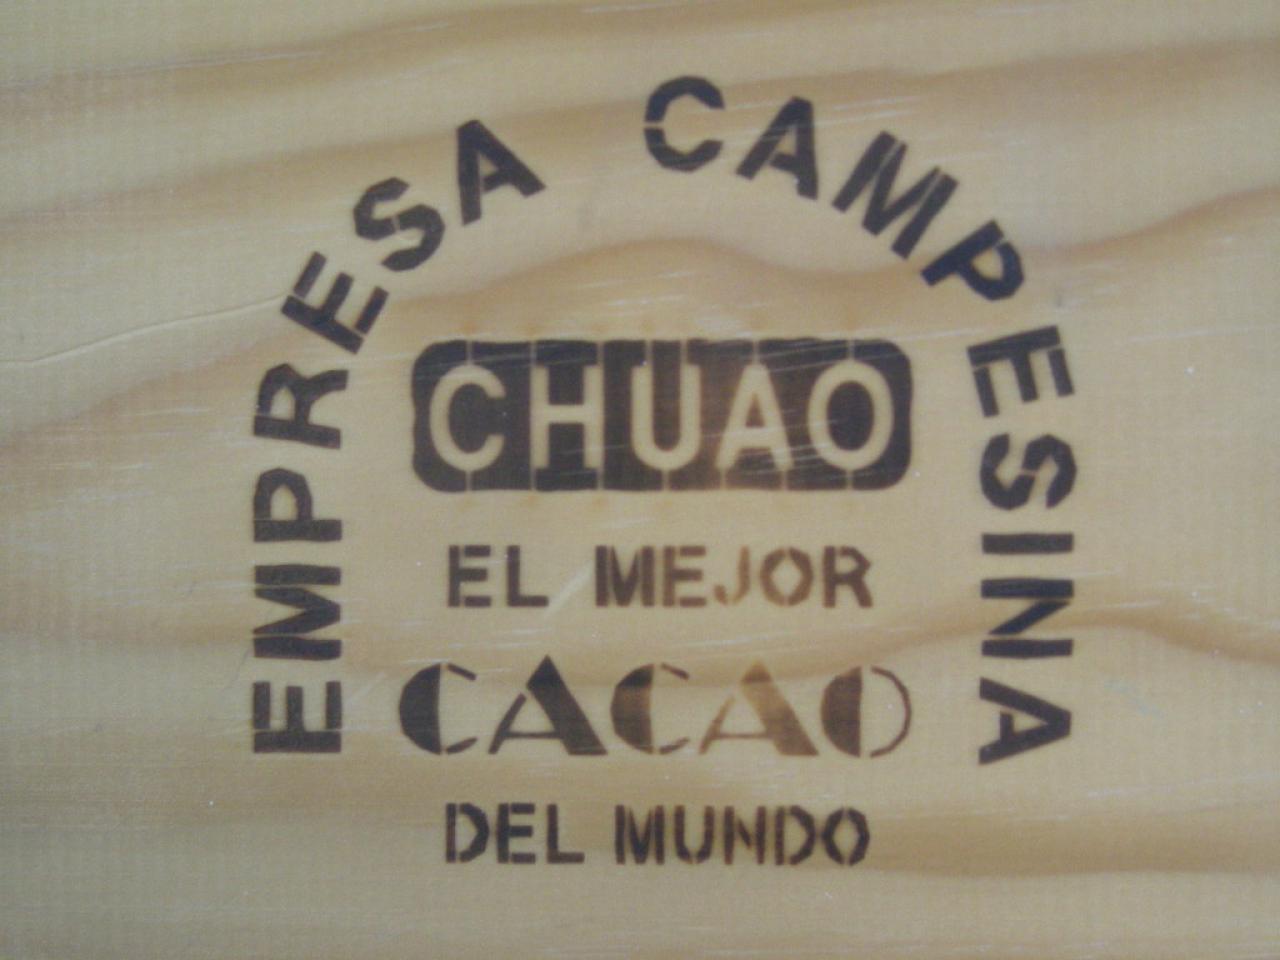 EMPRESA CAMPESINA
CHUAO
EL MEJOR
CACAO
DEL MUNDO